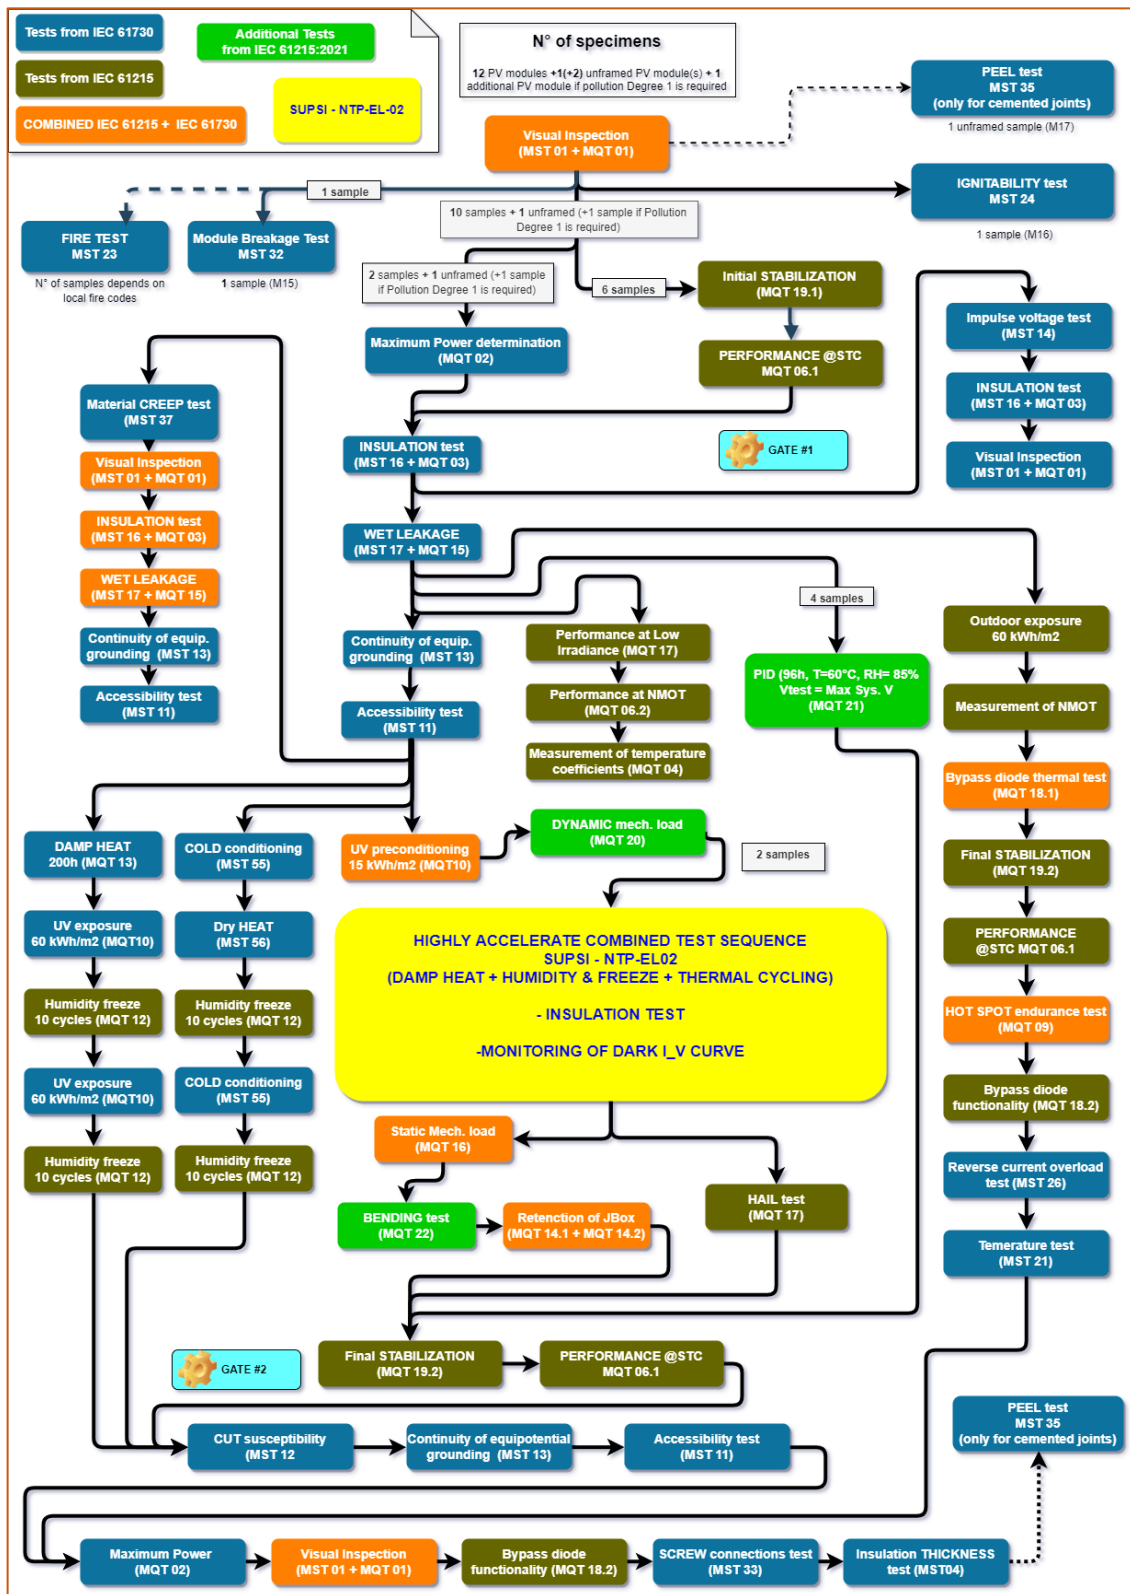 Tests from IEC 61730
Additional Tests
from IEC 61215:2021
Tests from IEC 61215
COMBINED IEC 61215 + IEC 61730
SUPSI - NTP-EL-02
N° of specimens
12 PV modules +1(+2) unframed PV module(s) + 1
additional PV module if pollution Degree 1 is required
PEEL test
MST 35
(only for cemented joints)
1 unframed sample (M17)
Visual Inspection
(MST 01 + MQT 01)
1 sample
IGNITABILITY test
MST 24
1 sample (M16)
10 samples + 1 unframed (+1 sample if Pollution
Degree 1 is required)
FIRE TEST
MST 23
N° of samples depends on
local fire codes
Module Breakage Test
MST 32
1 sample (M15)
2 samples + 1 unframed (+1 sample
if Pollution Degree 1 is required)
6 samples
Initial STABILIZATION
(MQT 19.1)
Impulse voltage test
(MST 14)
Maximum Power determination
(MQT 02)
PERFORMANCE @STC
MQT 06.1
INSULATION test
(MST 16 + MQT 03)
Visual Inspection
(MST 01 + MQT 01)
Material CREEP test
(MST 37
Visual Inspection
(MST 01 + MQT 01)
INSULATION test
(MST 16 + MQT 03)
WET LEAKAGE
(MST 17 + MQT 15)
Continuity of equip.
grounding (MST 13)
Accessibility test
(MST 11)
INSULATION test
(MST 16 + MQT 03)
GATE #1
WET LEAKAGE
(MST 17 + MQT 15)
4 samples
Continuity of equip.
grounding (MST 13)
Accessibility test
(MST 11)
Performance at Low
Irradiance (MQT 17)
Performance at NMOT
(MQT 06.2)
Measurement of temperature
coefficients (MQT 04)
PID (96h, T=60°C, RH= 85%
Vtest = Max Sys. V
(MQT 21)
Outdoor exposure
60 kWh/m2
Measurement of NMOT
Bypass diode thermal test
(MQT 18.1)
Final STABILIZATION
(MQT 19.2)
PERFORMANCE
@STC MQT 06.1
HOT SPOT endurance test
(MQT 09)
Bypass diode
functionality (MQT 18.2)
Reverse current overload
test (MST 26)
Temerature test
(MST 21)
DAMP HEAT
200h (MQT 13)
UV exposure
60 kWh/m2 (MQT10)
Humidity freeze
10 cycles (MQT 12)
UV exposure
60 kWh/m2 (MQT10)
Humidity freeze
10 cycles (MQT 12)
COLD conditioning
(MST 55)
Dry HEAT
(MST 56)
Humidity freeze
10 cycles (MQT 12)
COLD conditioning
(MST 55)
Humidity freeze
10 cycles (MQT 12)
UV preconditioning
15 kWh/m2 (MQT10)
DYNAMIC mech. load
(MQT 20)
2 samples
HIGHLY ACCELERATE COMBINED TEST SEQUENCE
SUPSI - NTP-EL02
(DAMP HEAT + HUMIDITY & FREEZE + THERMAL CYCLING)
- INSULATION TEST
-MONITORING OF DARK I_V CURVE
Static Mech. load
(MQT 16)
BENDING test
(MQT 22)
Retenction of JBox
(MQT 14.1 + MQT 14.2)
HAIL test
(MQT 17)
GATE #2
Final STABILIZATION
(MQT 19.2)
PERFORMANCE @STC
MQT 06.1
CUT susceptibility
(MST 12
Continuity of equipotential
grounding (MST 13)
Accessibility test
(MST 11)
PEEL test
MST 35
(only for cemented joints)
Maximum Power
(MQT 02)
Visual Inspection
(MST 01 + MQT 01)
Bypass diode
functionality (MQT 18.2)
SCREW connections test
(MST 33)
Insulation THICKNESS
test (MST04)